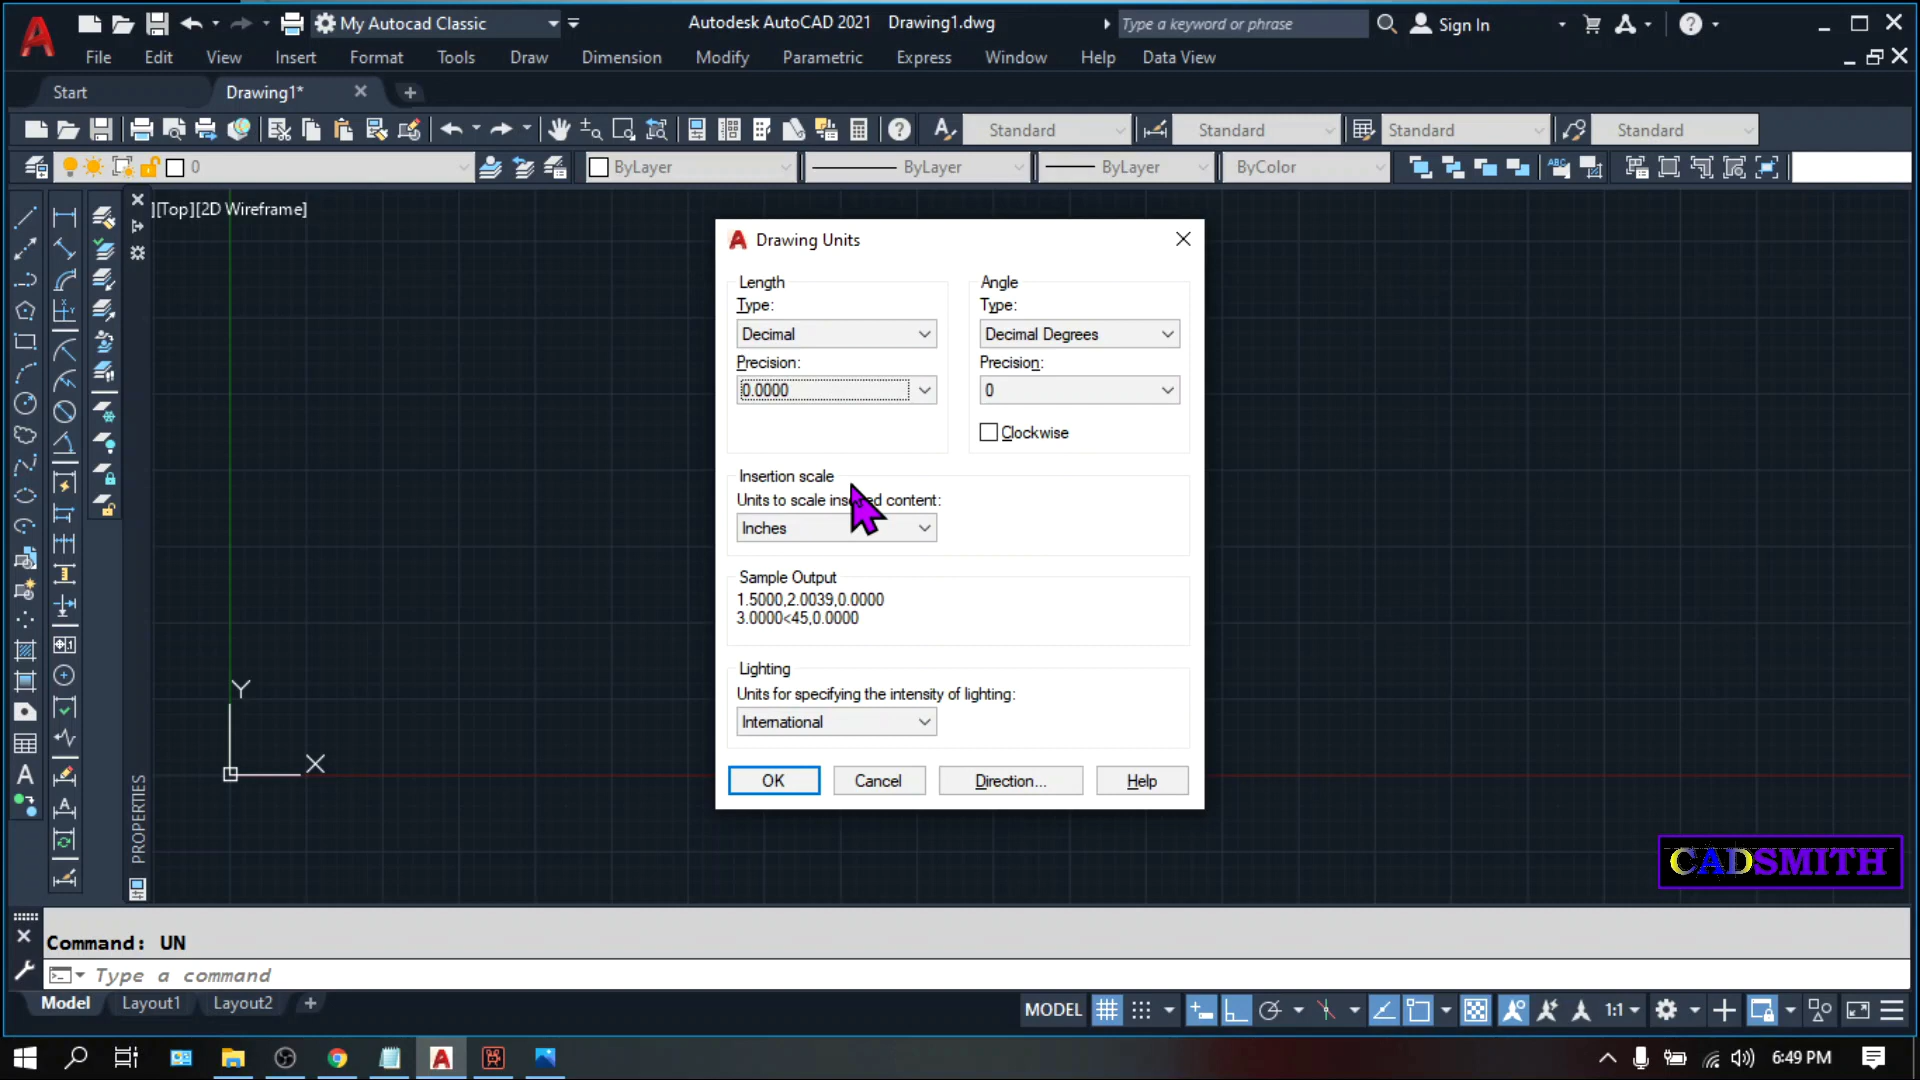 My Autocad Classic
Autodesk AutoCAD 2021 Drawing1.dwg
Type a keyword or phrase
Sign In
File Edit View Insert Format Tools Draw Dimension Modify Parametric Express Window Help Data View
Start
Drawing1*
Standard Standard Standard Standard
0 ByLayer ByLayer ByLayer ByColor
][Top][2D Wireframe]
Drawing Units
Length
Type:
Decimal
Precision:
0.0000
Angle
Type:
Decimal Degrees
Precision:
0
Clockwise
Insertion scale
Units to scale inserted content:
Inches
Sample Output
1.5000,2.0039,0.0000
3.0000<45,0.0000
Lighting
Units for specifying the intensity of lighting:
International
OK Cancel Direction... Help
Y
X
PROPERTIES
CADSMITH
Command: UN
Type a command
Model Layout1 Layout2
MODEL 1:1
6:49 PM